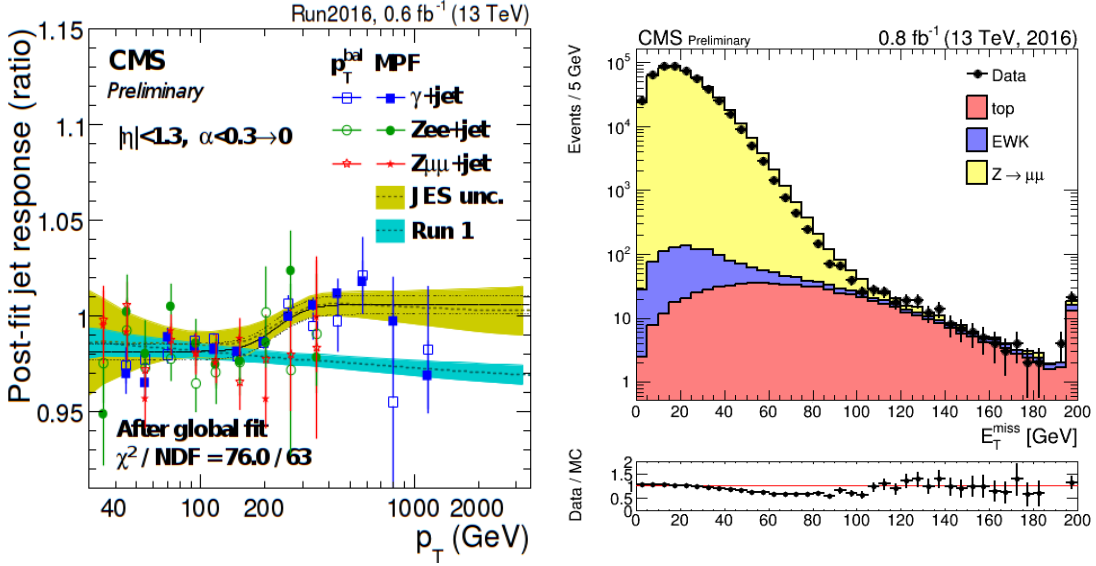 Run2016, 0.6 fb⁻¹ (13 TeV)
Post-fit jet response (ratio)
1.15
1.1
1.05
1
0.95
CMS
Preliminary
|η|<1.3, α<0.3→0
p_T^bal MPF
γ+jet
Zee+jet
Zμμ+jet
JES unc.
Run 1
After global fit
χ² / NDF = 76.0 / 63
40 100 200 1000 2000
p_T (GeV)
CMS Preliminary 0.8 fb⁻¹ (13 TeV, 2016)
Events / 5 GeV
10⁵
10⁴
10³
10²
10
1
Data
top
EWK
Z → μμ
0 20 40 60 80 100 120 140 160 180 200
E_T^miss [GeV]
Data / MC
2
1.5
1
0.5
0
0 20 40 60 80 100 120 140 160 180 200